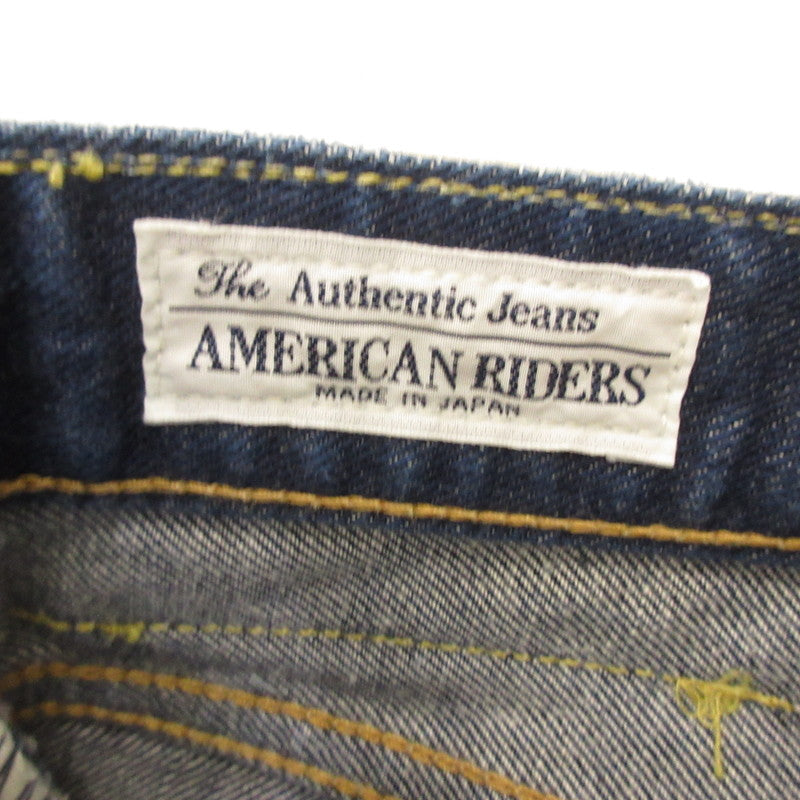 The Authentic Jeans
AMERICAN RIDERS
MADE IN JAPAN